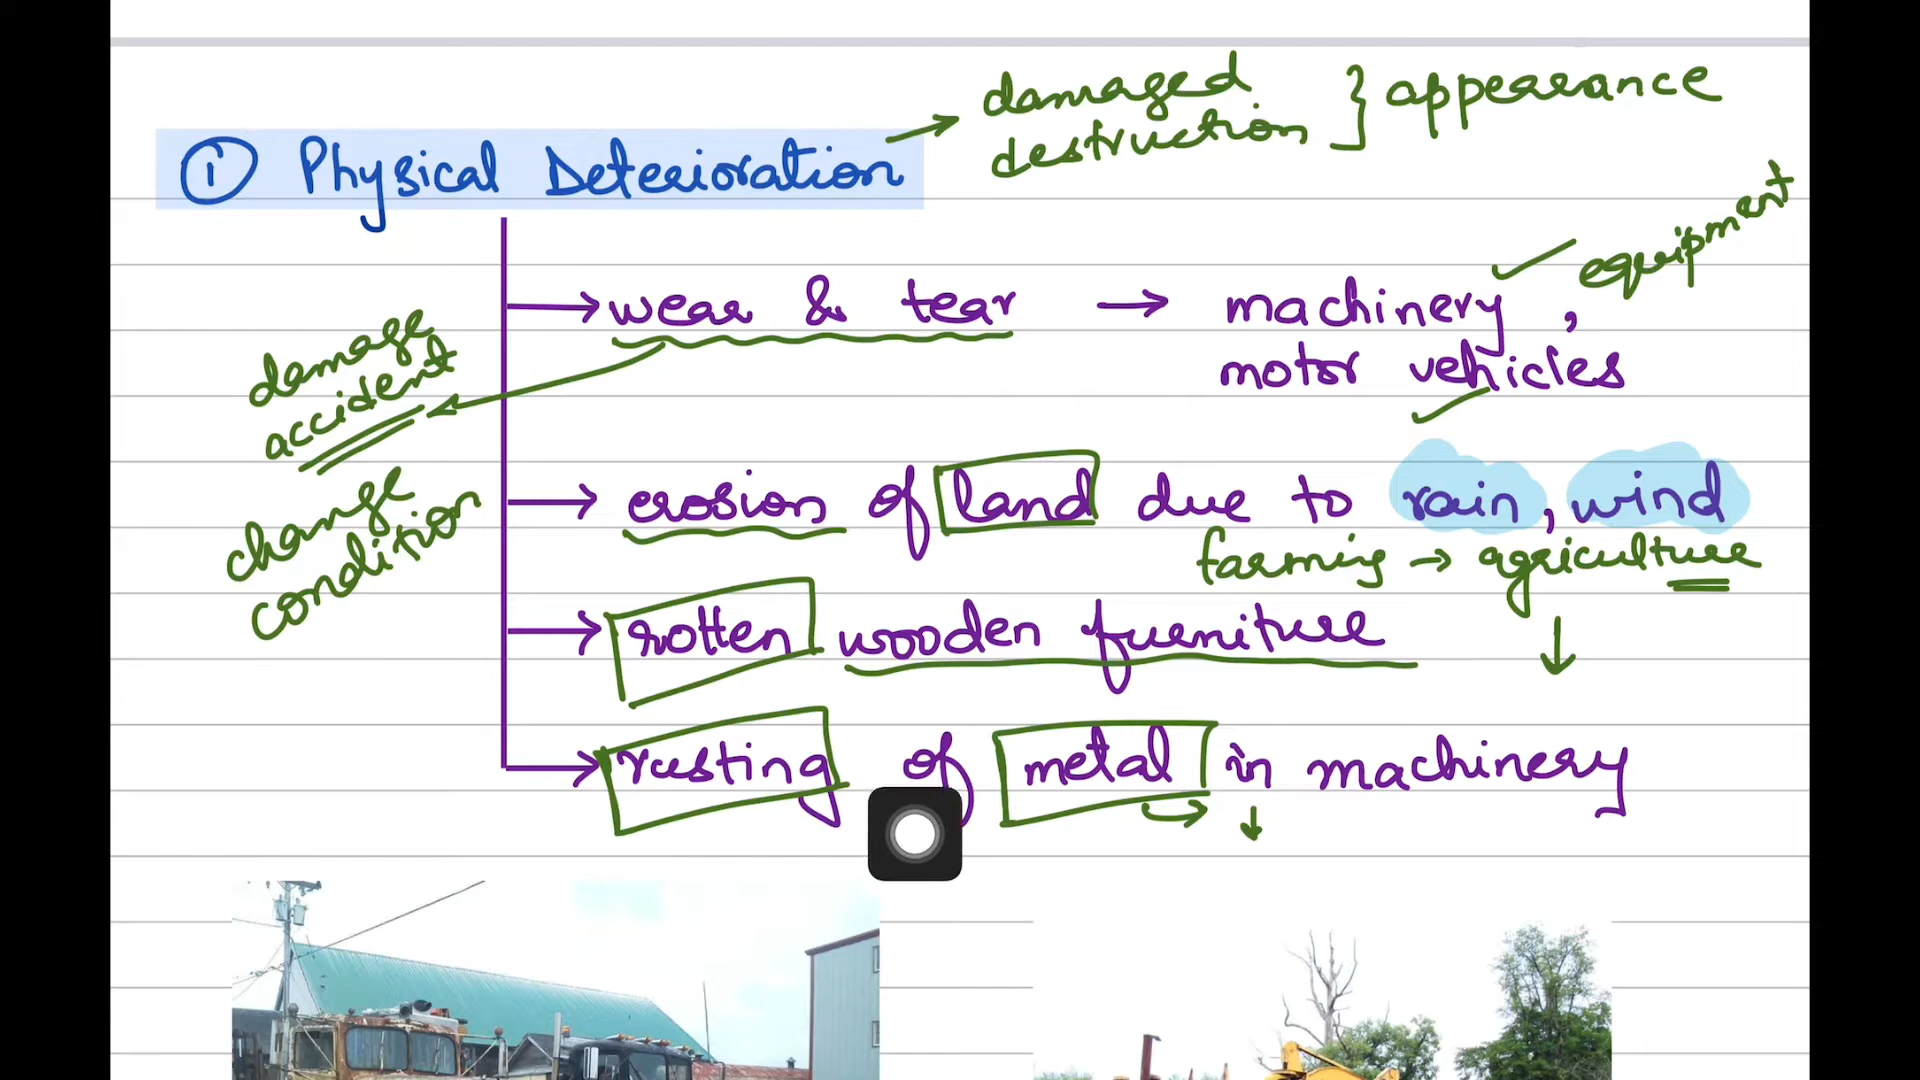 damaged
destruction } appearance
① Physical Deterioration
equipment
→ wear & tear → machinery,
motor vehicles
damage
accident
change
condition
→ erosion of land due to rain, wind
farming → agriculture
→ rotten wooden furniture
→ rusting of metal in machinery